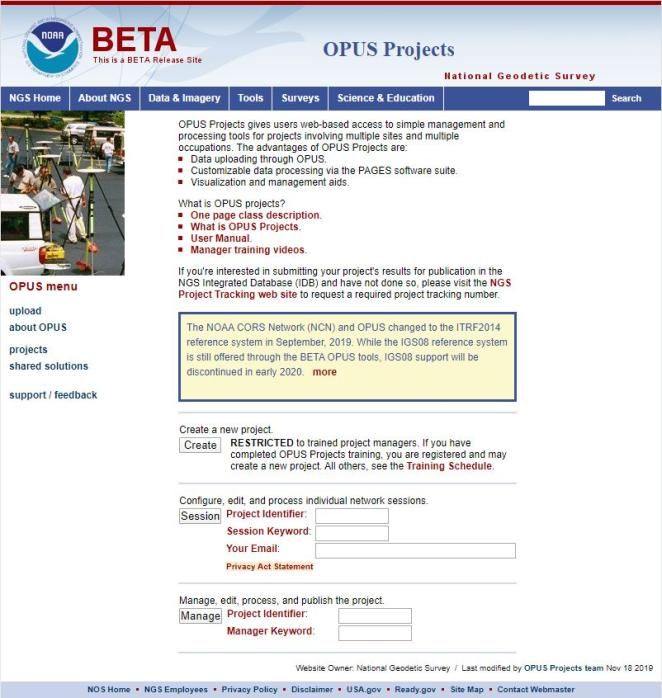 NOAA
BETA
This is a BETA Release Site
OPUS Projects
National Geodetic Survey
NGS Home
About NGS
Data & Imagery
Tools
Surveys
Science & Education
Search
OPUS Projects gives users web-based access to simple management and
processing tools for projects involving multiple sites and multiple
occupations. The advantages of OPUS Projects are:
Data uploading through OPUS.
Customizable data processing via the PAGES software suite.
Visualization and management aids.
What is OPUS projects?
One page class description.
What is OPUS Projects.
User Manual.
Manager training videos.
If you're interested in submitting your project's results for publication in the
NGS Integrated Database (IDB) and have not done so, please visit the NGS
Project Tracking web site to request a required project tracking number.
OPUS menu
upload
about OPUS
projects
shared solutions
support / feedback
The NOAA CORS Network (NCN) and OPUS changed to the ITRF2014
reference system in September, 2019. While the IGS08 reference system
is still offered through the BETA OPUS tools, IGS08 support will be
discontinued in early 2020. more
Create a new project.
Create
RESTRICTED to trained project managers. If you have
completed OPUS Projects training, you are registered and may
create a new project. All others, see the Training Schedule.
Configure, edit, and process individual network sessions.
Session
Project Identifier:
Session Keyword:
Your Email:
Privacy Act Statement
Manage, edit, process, and publish the project.
Manage
Project Identifier:
Manager Keyword:
Website Owner: National Geodetic Survey / Last modified by OPUS Projects team Nov 18 2019
NOS Home ▪ NGS Employees ▪ Privacy Policy ▪ Disclaimer ▪ USA.gov ▪ Ready.gov ▪ Site Map ▪ Contact Webmaster